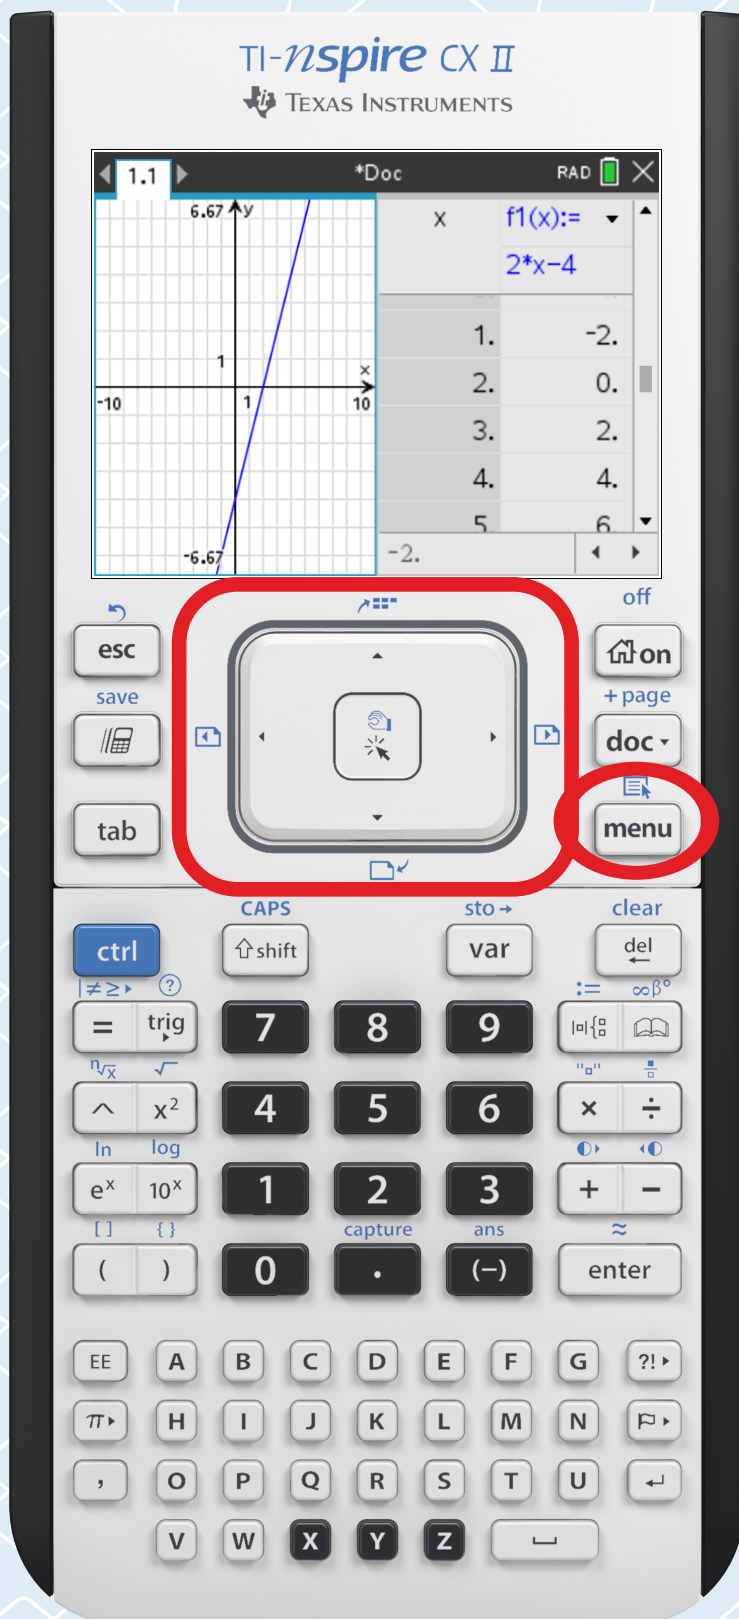 TI-nspire CX II
TEXAS INSTRUMENTS
1.1 *Doc RAD
6.67 y
1
x
-10 1 10
-6.67
x f1(x):=
2*x-4
1. -2.
2. 0.
3. 2.
4. 4.
5. 6.
-2.
off
esc on
save + page
doc
tab menu
CAPS sto→ clear
ctrl shift var del
|≠≥▸ ? := ∞β°
= trig 7 8 9 |▫|{
n√x √ "▫"
^ x² 4 5 6 × ÷
ln log
eˣ 10ˣ 1 2 3 + −
[ ] { } capture ans ≈
( ) 0 . (−) enter
EE A B C D E F G ?!▸
π▸ H I J K L M N
, O P Q R S T U ↵
V W X Y Z